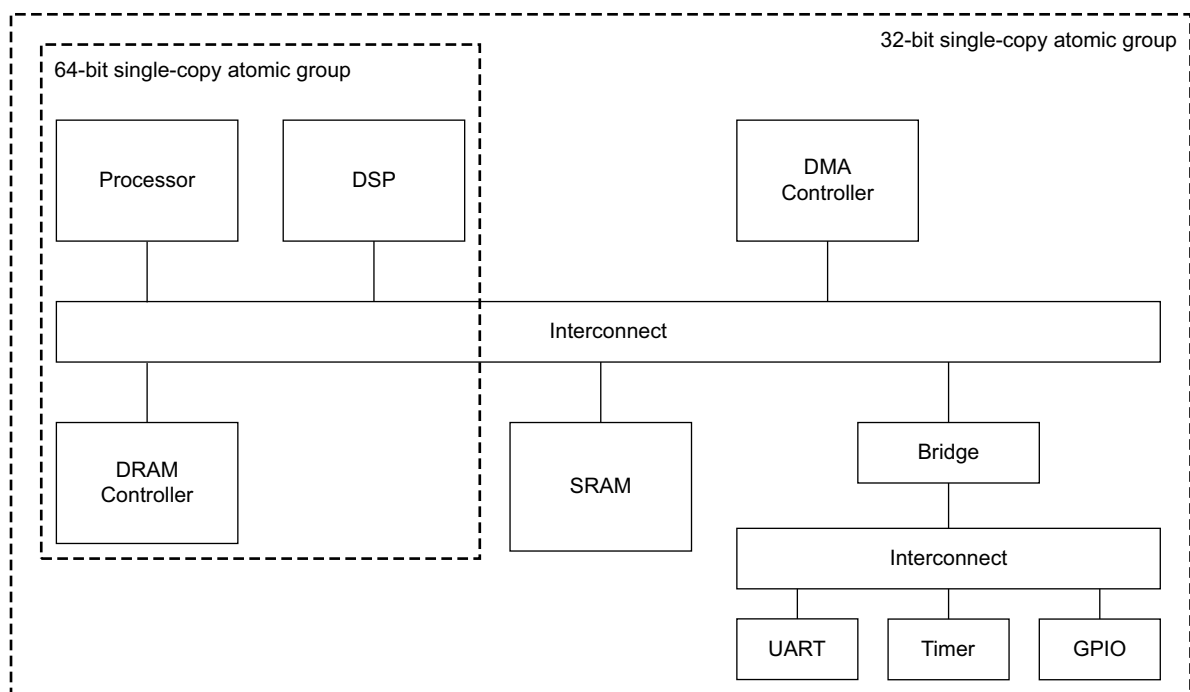 32-bit single-copy atomic group
64-bit single-copy atomic group
Processor
DSP
DMA
Controller
Interconnect
DRAM
Controller
SRAM
Bridge
Interconnect
UART
Timer
GPIO